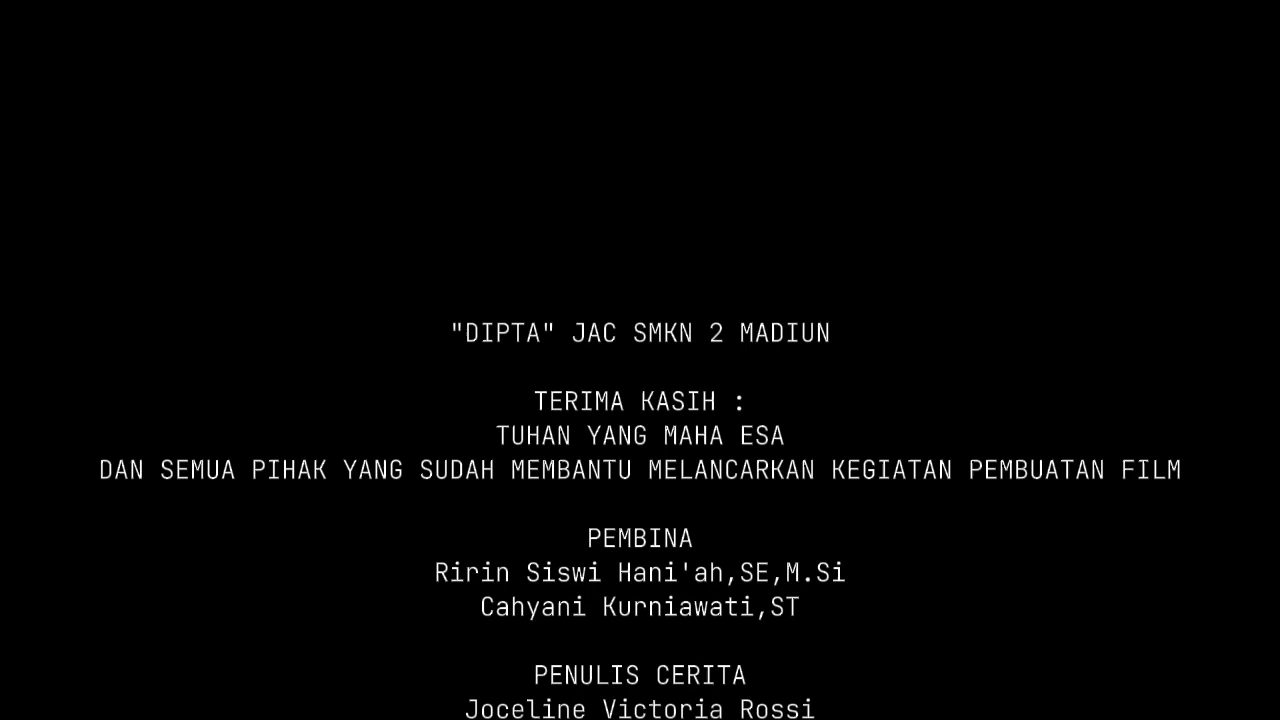 "DIPTA" JAC SMKN 2 MADIUN
TERIMA KASIH :
TUHAN YANG MAHA ESA
DAN SEMUA PIHAK YANG SUDAH MEMBANTU MELANCARKAN KEGIATAN PEMBUATAN FILM
PEMBINA
Ririn Siswi Hani'ah,SE,M.Si
Cahyani Kurniawati,ST
PENULIS CERITA
Joceline Victoria Rossi